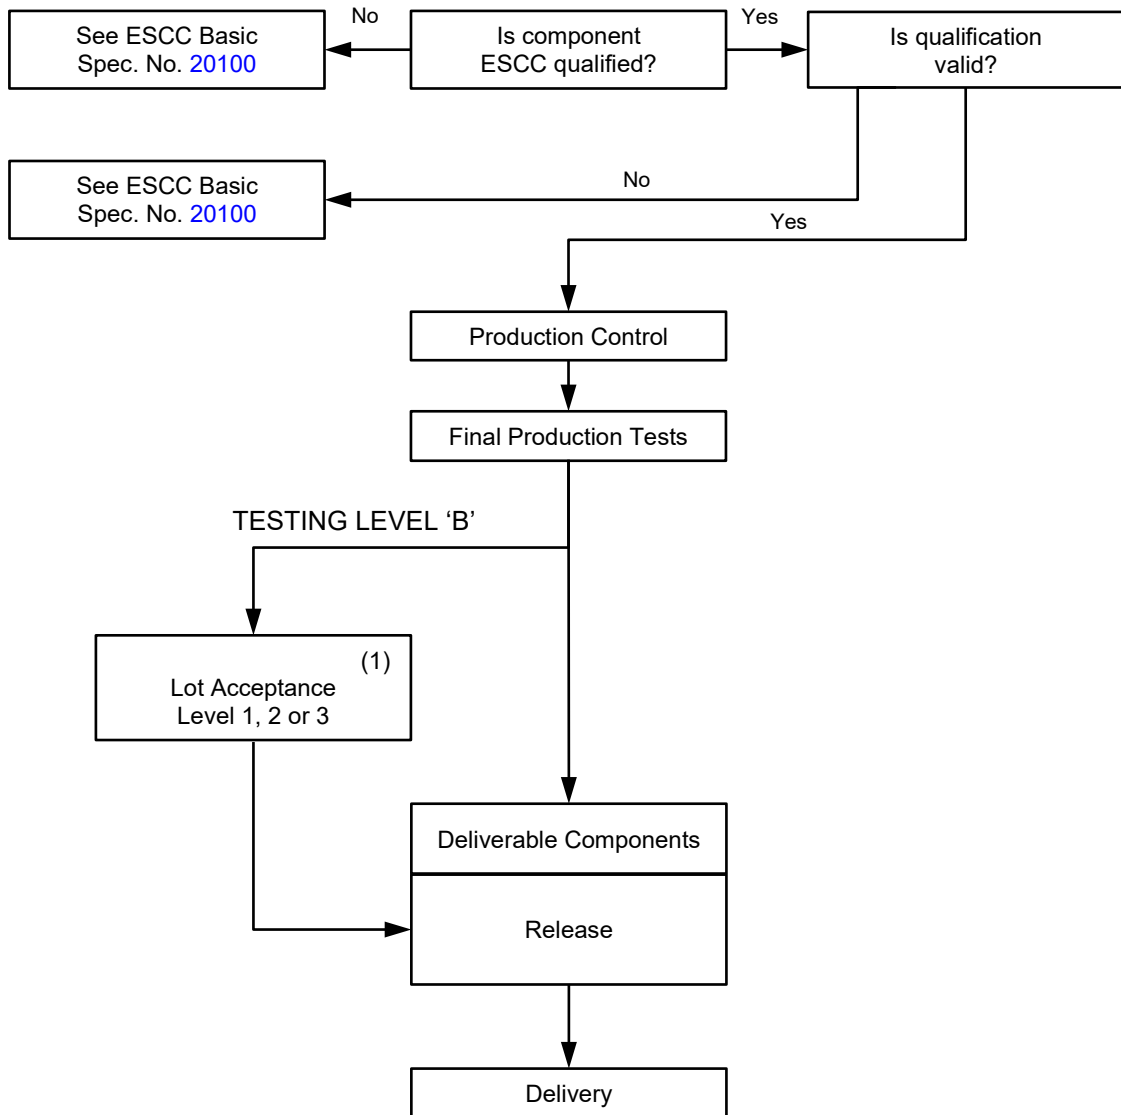 No
Yes
See ESCC Basic
Spec. No. 20100
Is component
ESCC qualified?
Is qualification
valid?
See ESCC Basic
Spec. No. 20100
No
Yes
Production Control
Final Production Tests
TESTING LEVEL ‘B’
(1)
Lot Acceptance
Level 1, 2 or 3
Deliverable Components
Release
Delivery